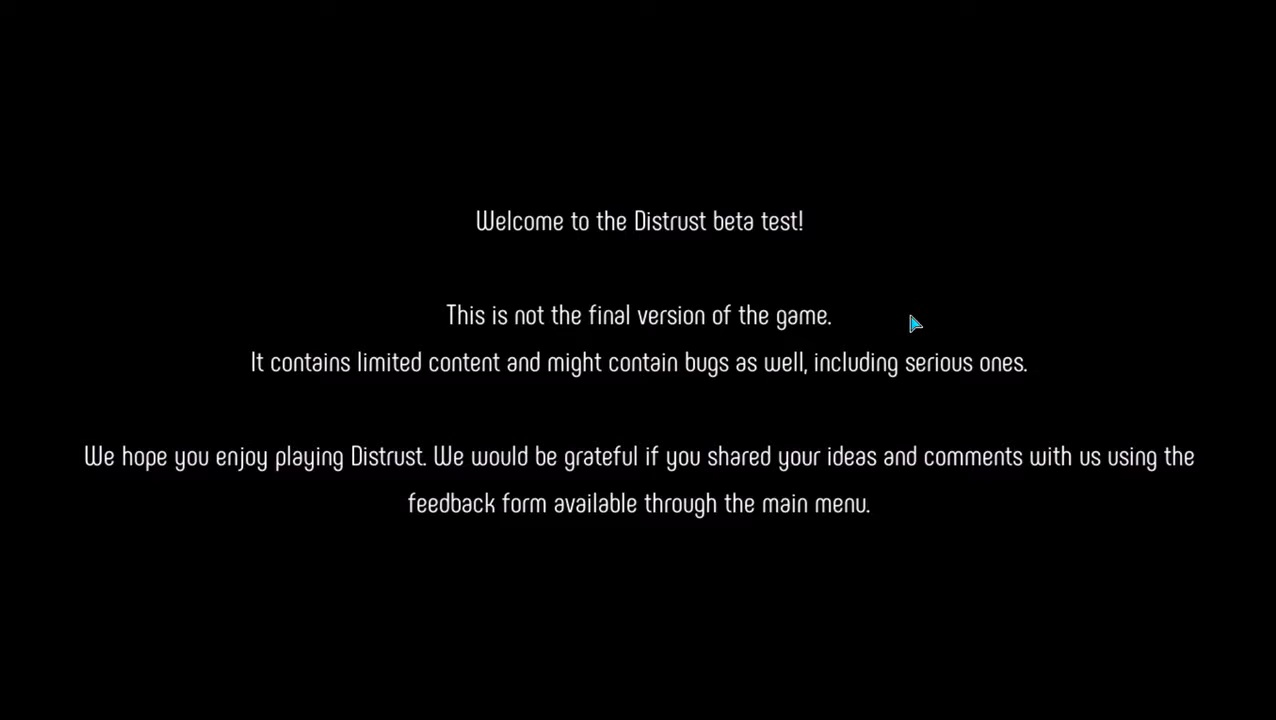 Welcome to the Distrust beta test!
This is not the final version of the game.
It contains limited content and might contain bugs as well, including serious ones.
We hope you enjoy playing Distrust. We would be grateful if you shared your ideas and comments with us using the
feedback form available through the main menu.